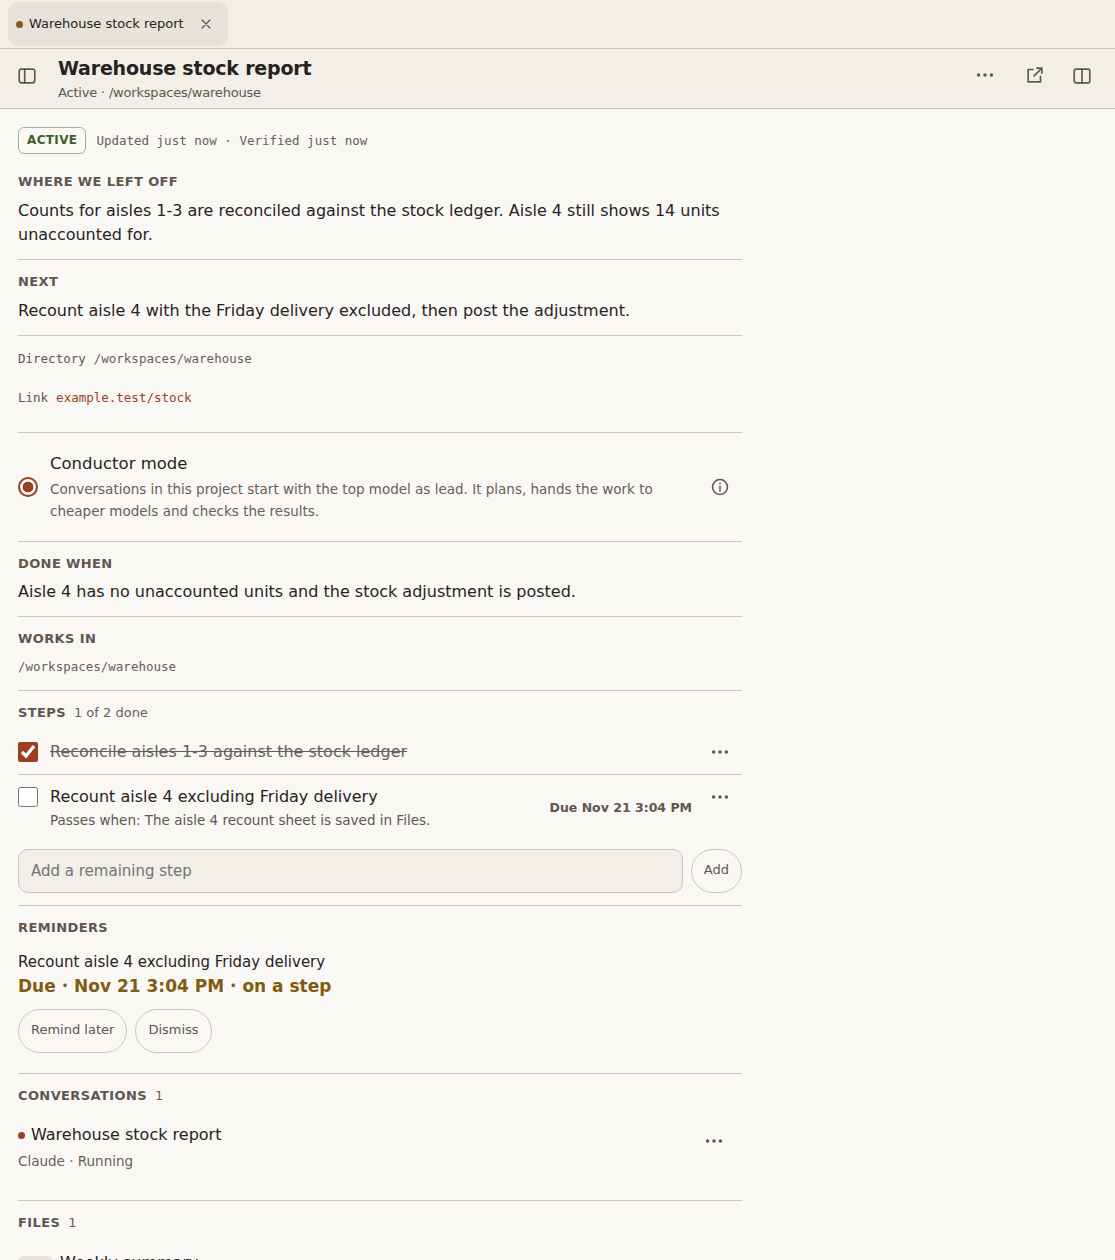 Warehouse stock report
Warehouse stock report
Active · /workspaces/warehouse
ACTIVE Updated just now · Verified just now
WHERE WE LEFT OFF
Counts for aisles 1-3 are reconciled against the stock ledger. Aisle 4 still shows 14 units
unaccounted for.
NEXT
Recount aisle 4 with the Friday delivery excluded, then post the adjustment.
Directory /workspaces/warehouse
Link example.test/stock
Conductor mode
Conversations in this project start with the top model as lead. It plans, hands the work to
cheaper models and checks the results.
DONE WHEN
Aisle 4 has no unaccounted units and the stock adjustment is posted.
WORKS IN
/workspaces/warehouse
STEPS 1 of 2 done
Reconcile aisles 1-3 against the stock ledger
Recount aisle 4 excluding Friday delivery
Due Nov 21 3:04 PM
Passes when: The aisle 4 recount sheet is saved in Files.
Add a remaining step
Add
REMINDERS
Recount aisle 4 excluding Friday delivery
Due · Nov 21 3:04 PM · on a step
Remind later
Dismiss
CONVERSATIONS 1
Warehouse stock report
Claude · Running
FILES 1
Weekly summary